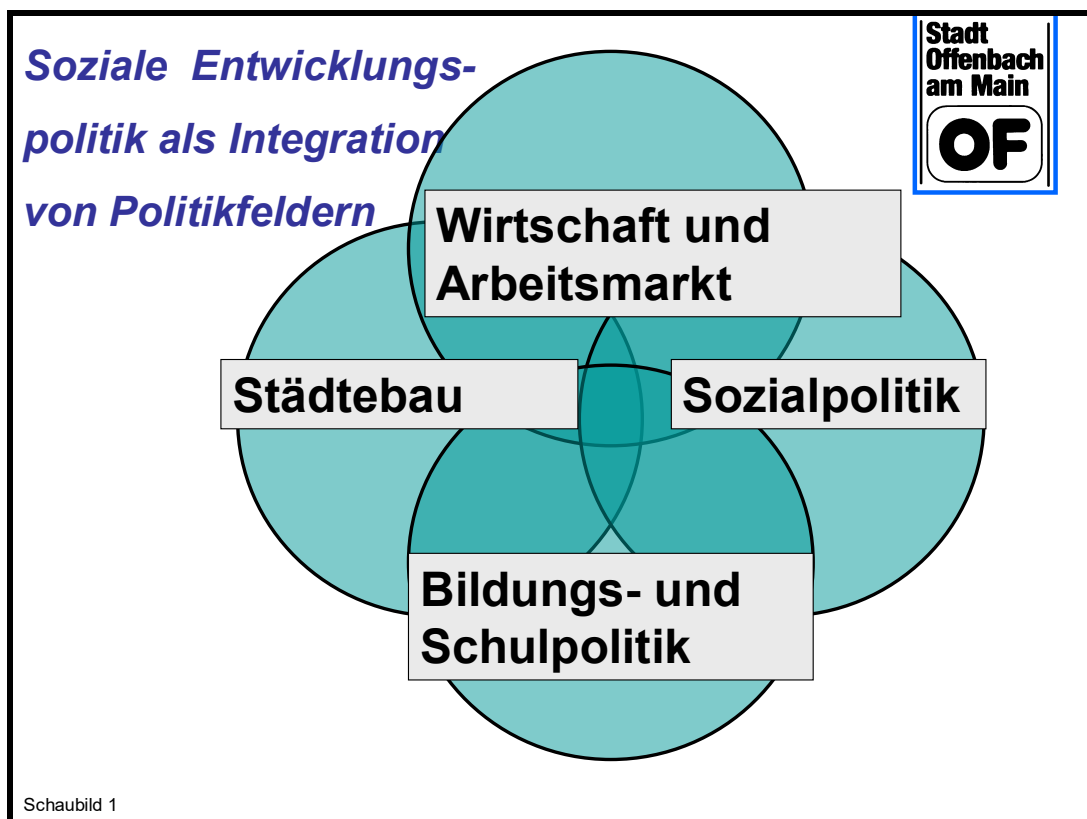 Soziale Entwicklungs-
politik als Integration
von Politikfeldern
Stadt
Offenbach
am Main
OF
Wirtschaft und
Arbeitsmarkt
Städtebau
Sozialpolitik
Bildungs- und
Schulpolitik
Schaubild 1